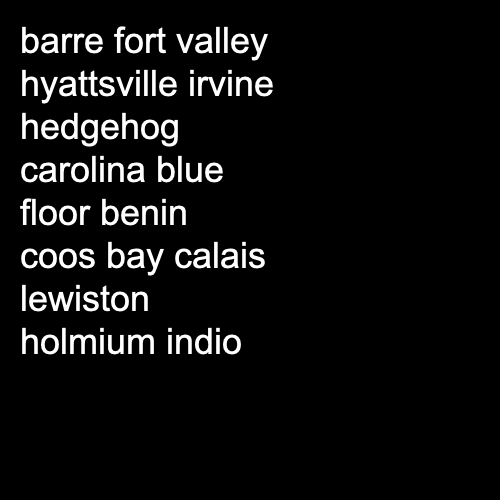 barre fort valley
hyattsville irvine
hedgehog
carolina blue
floor benin
coos bay calais
lewiston
holmium indio